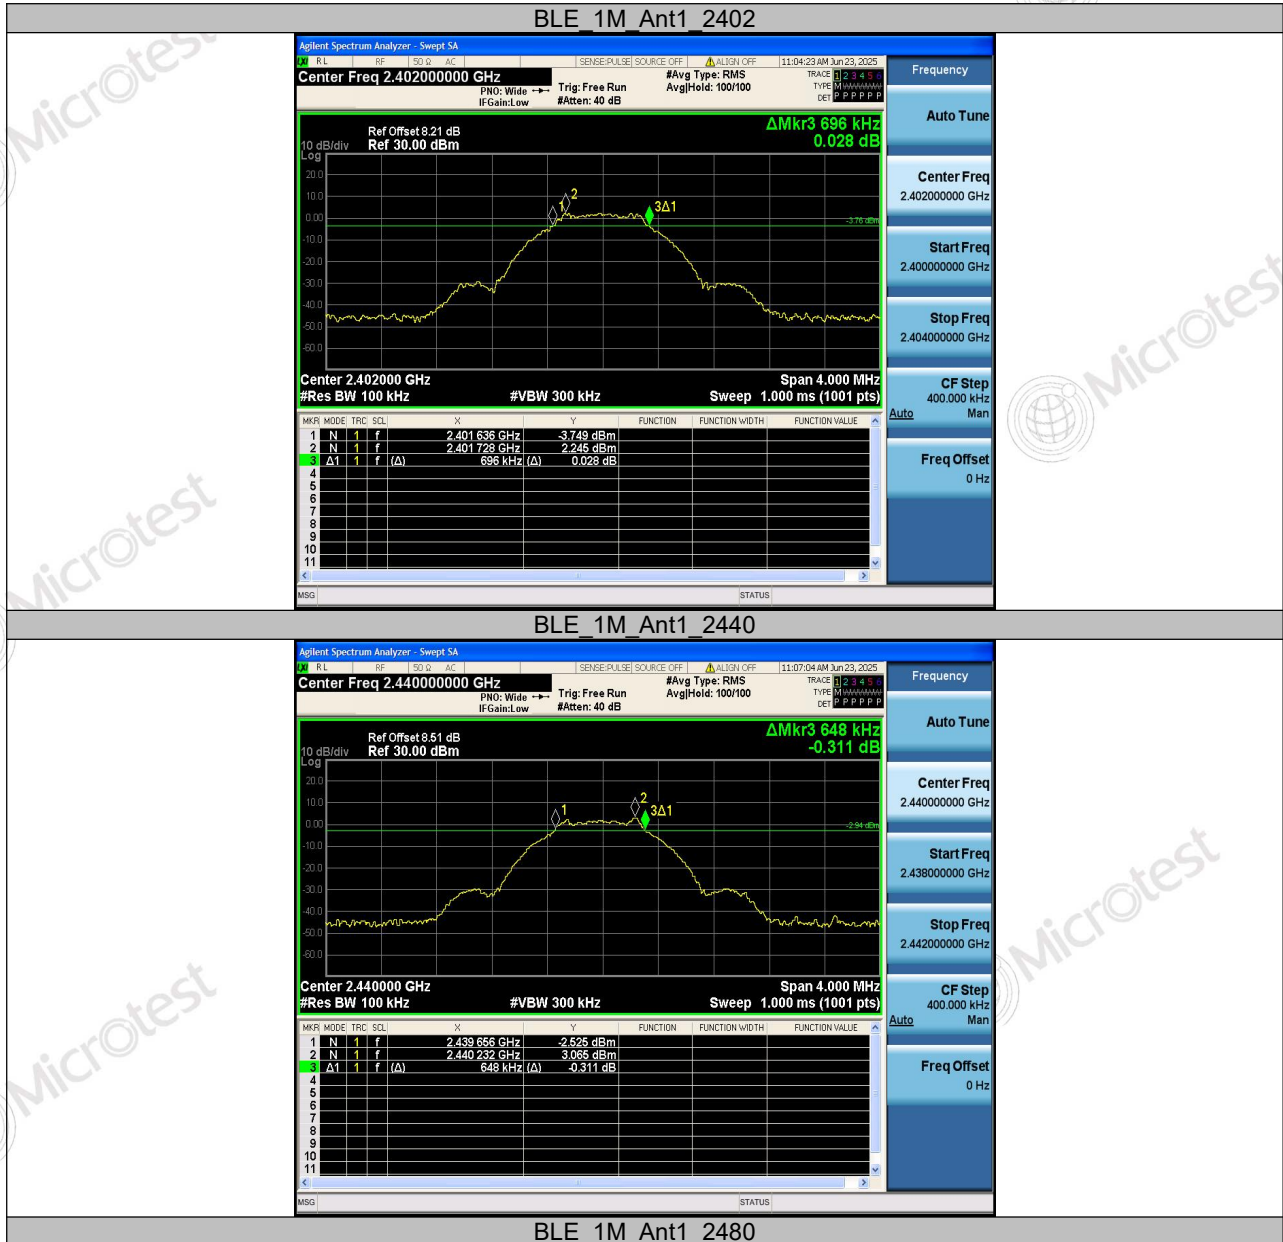 BLE_1M_Ant1_2402
Agilent Spectrum Analyzer - Swept SA
LXI RL RF 50 Ω AC SENSE:PULSE SOURCE OFF ALIGN OFF 11:04:23 AM Jun 23, 2025
Center Freq 2.402000000 GHz
PNO: Wide
IFGain:Low
Trig: Free Run
#Atten: 40 dB
#Avg Type: RMS
Avg|Hold: 100/100
TRACE 1 2 3 4 5 6
TYPE M W W W W W
DET P P P P P P
Frequency
Auto Tune
Center Freq
2.402000000 GHz
Start Freq
2.400000000 GHz
Stop Freq
2.404000000 GHz
CF Step
400.000 kHz
Auto Man
Freq Offset
0 Hz
ΔMkr3 696 kHz
0.028 dB
Ref Offset 8.21 dB
10 dB/div Ref 30.00 dBm
Log
20.0
10.0
0.00
-10.0
-20.0
-30.0
-40.0
-50.0
-60.0
1
2
3Δ1
-3.76 dBm
Center 2.402000 GHz Span 4.000 MHz
#Res BW 100 kHz #VBW 300 kHz Sweep 1.000 ms (1001 pts)
MKR MODE TRC SCL X Y FUNCTION FUNCTION WIDTH FUNCTION VALUE
1 N 1 f 2.401 636 GHz -3.749 dBm
2 N 1 f 2.401 728 GHz 2.245 dBm
3 Δ1 1 f (Δ) 696 kHz (Δ) 0.028 dB
4
5
6
7
8
9
10
11
MSG STATUS
BLE_1M_Ant1_2440
Agilent Spectrum Analyzer - Swept SA
LXI RL RF 50 Ω AC SENSE:PULSE SOURCE OFF ALIGN OFF 11:07:04 AM Jun 23, 2025
Center Freq 2.440000000 GHz
PNO: Wide
IFGain:Low
Trig: Free Run
#Atten: 40 dB
#Avg Type: RMS
Avg|Hold: 100/100
TRACE 1 2 3 4 5 6
TYPE M W W W W W
DET P P P P P P
Frequency
Auto Tune
Center Freq
2.440000000 GHz
Start Freq
2.438000000 GHz
Stop Freq
2.442000000 GHz
CF Step
400.000 kHz
Auto Man
Freq Offset
0 Hz
ΔMkr3 648 kHz
-0.311 dB
Ref Offset 8.51 dB
10 dB/div Ref 30.00 dBm
Log
20.0
10.0
0.00
-10.0
-20.0
-30.0
-40.0
-50.0
-60.0
1
2
3Δ1
-2.94 dBm
Center 2.440000 GHz Span 4.000 MHz
#Res BW 100 kHz #VBW 300 kHz Sweep 1.000 ms (1001 pts)
MKR MODE TRC SCL X Y FUNCTION FUNCTION WIDTH FUNCTION VALUE
1 N 1 f 2.439 656 GHz -2.525 dBm
2 N 1 f 2.440 232 GHz 3.065 dBm
3 Δ1 1 f (Δ) 648 kHz (Δ) -0.311 dB
4
5
6
7
8
9
10
11
MSG STATUS
BLE_1M_Ant1_2480
Microtest
Microtest
Microtest
Microtest
Microtest